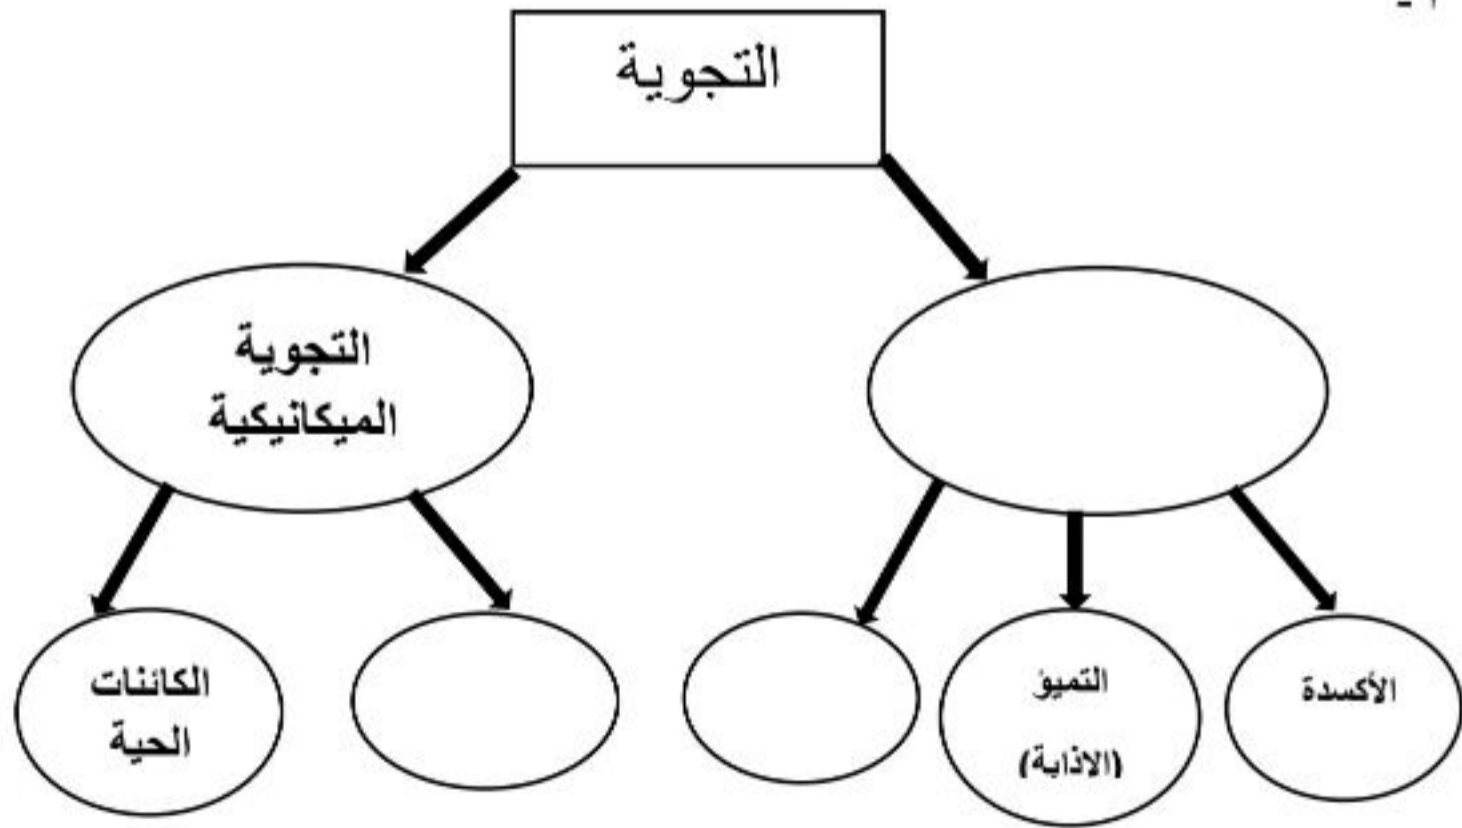 التجوية
التجوية
الميكانيكية
الكائنات
الحية
التميؤ
(الاذابة)
الأكسدة